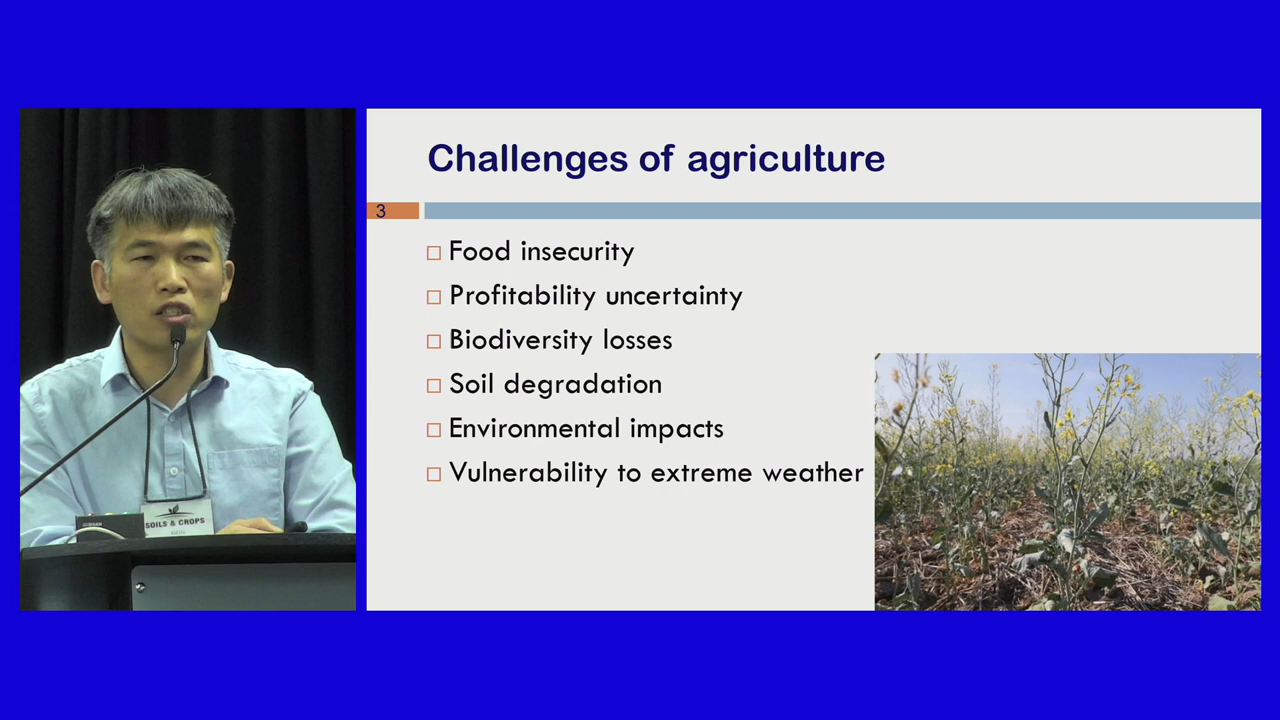 Challenges of agriculture
3
Food insecurity
Profitability uncertainty
Biodiversity losses
Soil degradation
Environmental impacts
Vulnerability to extreme weather
SOILS & CROPS